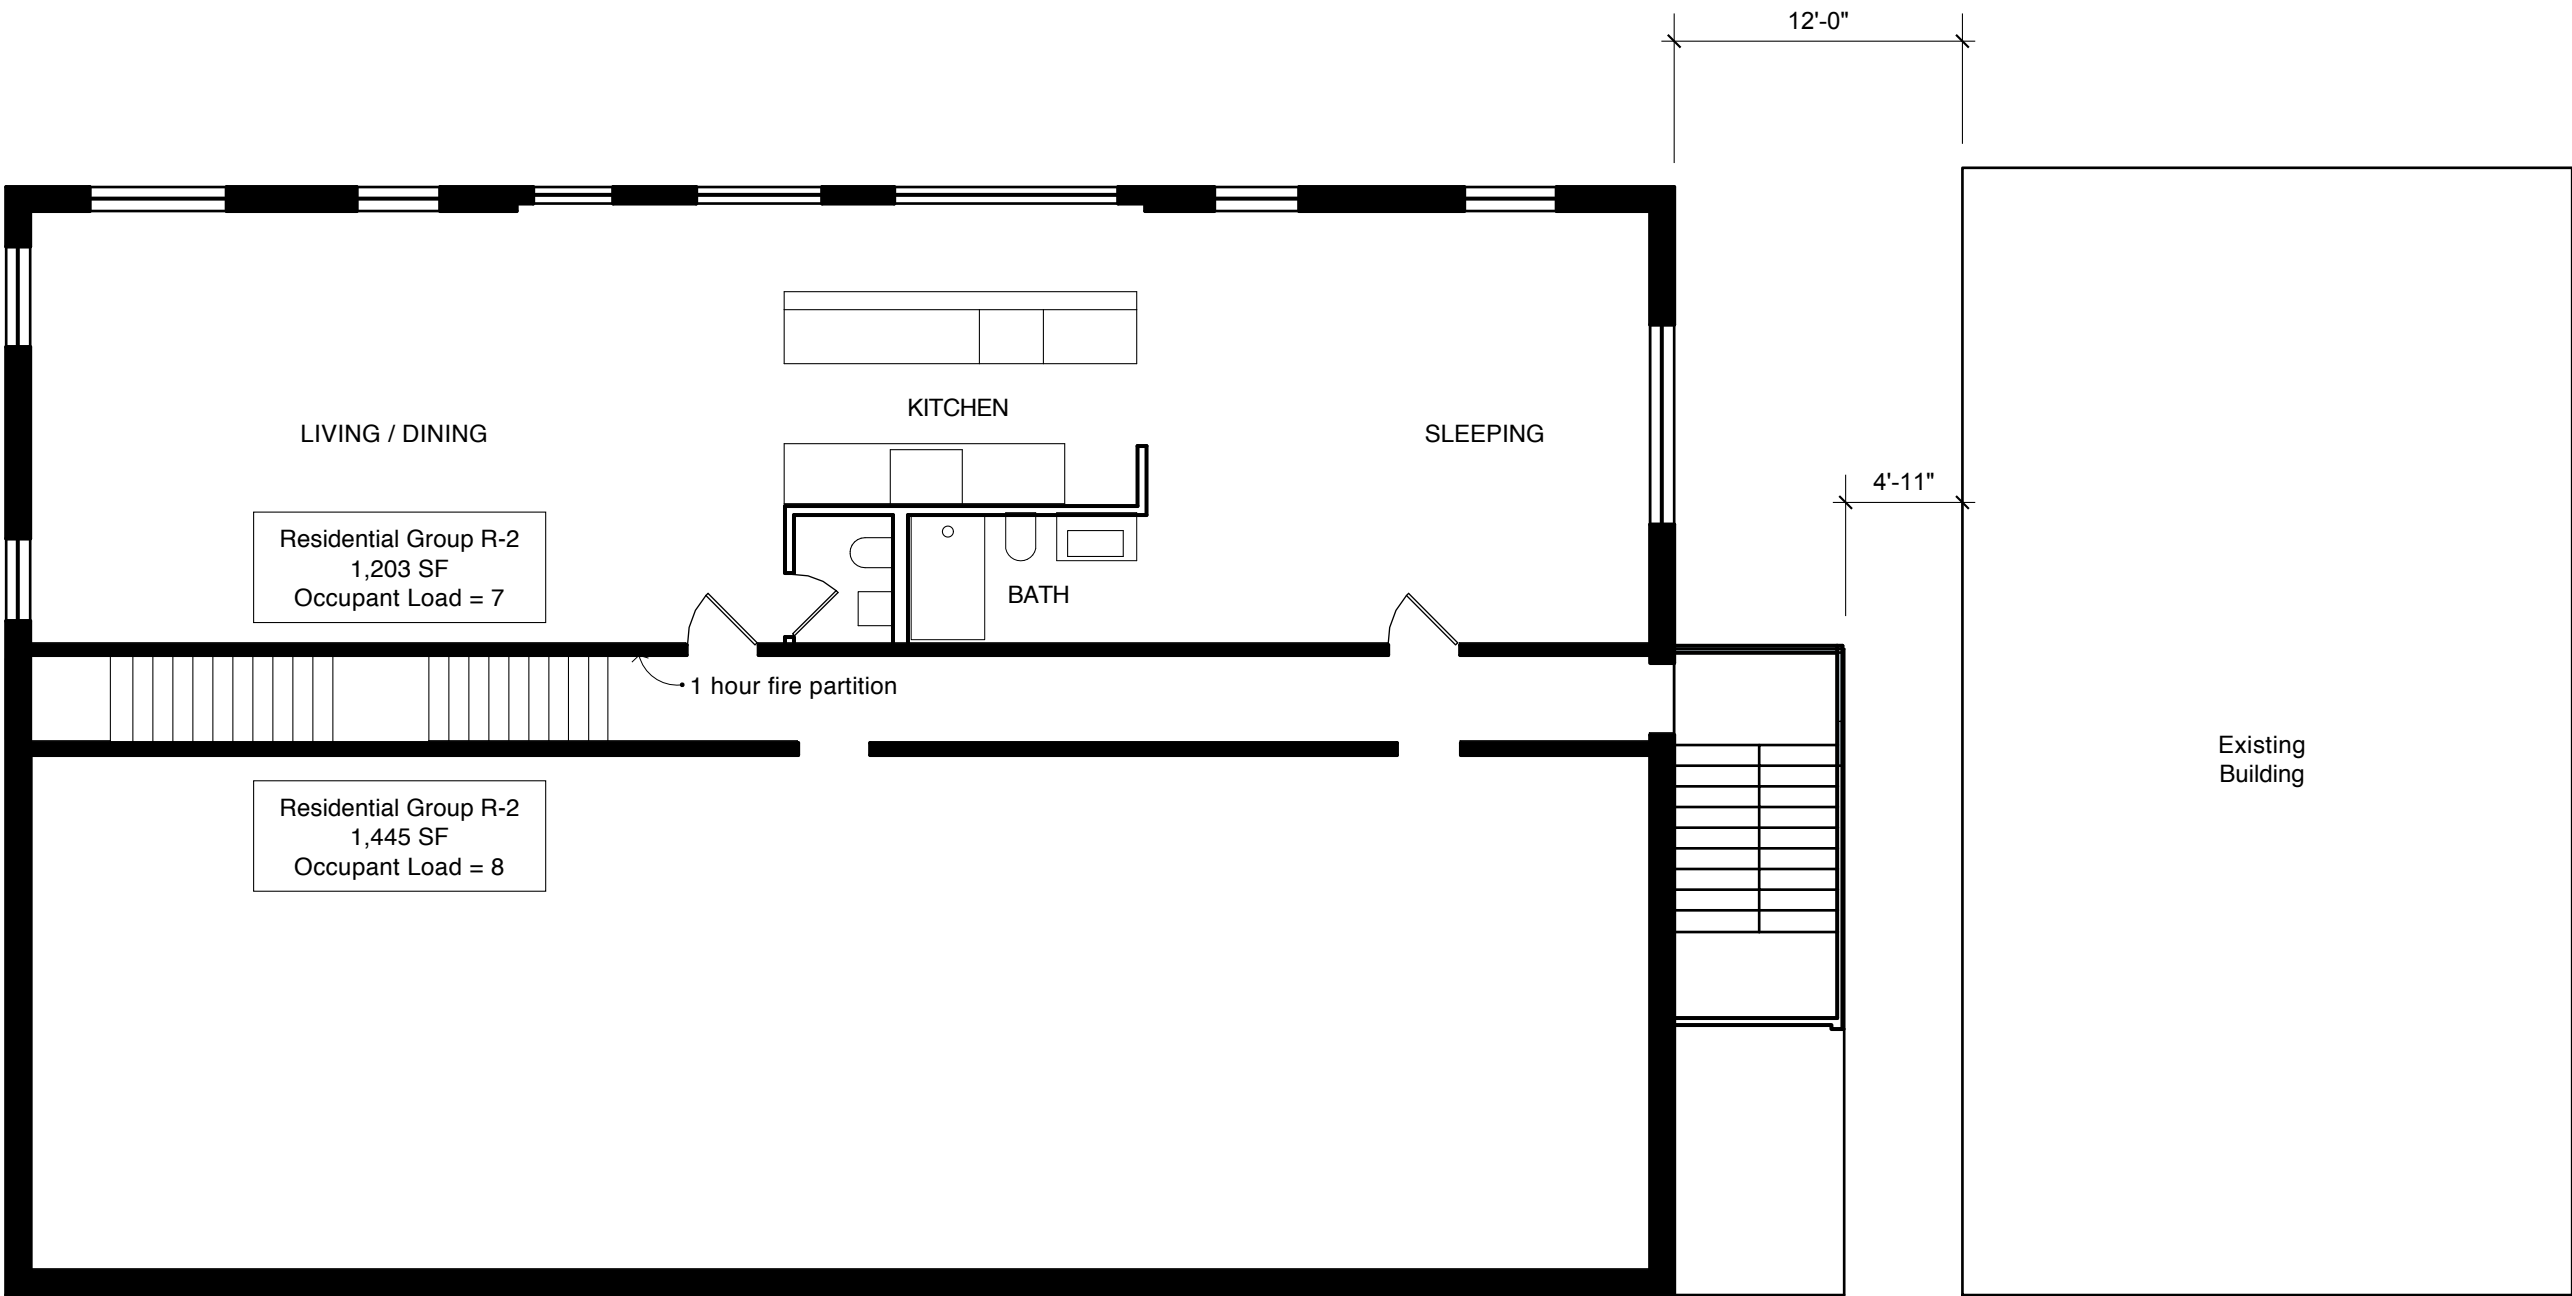 12'-0"
KITCHEN
LIVING / DINING
SLEEPING
4'-11"
Residential Group R-2
1,203 SF
Occupant Load = 7
BATH
1 hour fire partition
Existing
Building
Residential Group R-2
1,445 SF
Occupant Load = 8